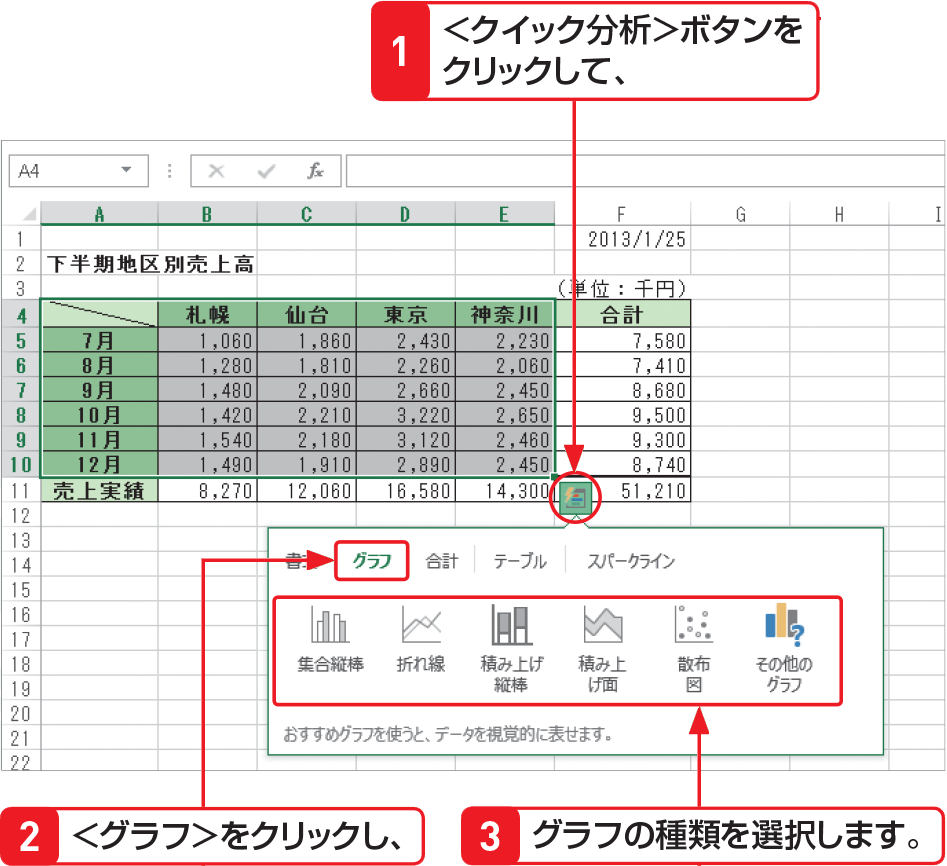 1 <クイック分析>ボタンを
クリックして、
A4 fx
A B C D E F G H I
1 2013/1/25
2 下半期地区別売上高
3 (単位：千円)
4 札幌 仙台 東京 神奈川 合計
5 7月 1,060 1,860 2,430 2,230 7,580
6 8月 1,280 1,810 2,260 2,060 7,410
7 9月 1,480 2,090 2,660 2,450 8,680
8 10月 1,420 2,210 3,220 2,650 9,500
9 11月 1,540 2,180 3,120 2,460 9,300
10 12月 1,490 1,910 2,890 2,450 8,740
11 売上実績 8,270 12,060 16,580 14,300 51,210
12
13
14 グラフ 合計 テーブル スパークライン
15
16
17
18 集合縦棒 折れ線 積み上げ 積み上 散布 その他の
19 縦棒 げ面 図 グラフ
20
21 おすすめグラフを使うと、データを視覚的に表せます。
22
2 <グラフ>をクリックし、
3 グラフの種類を選択します。